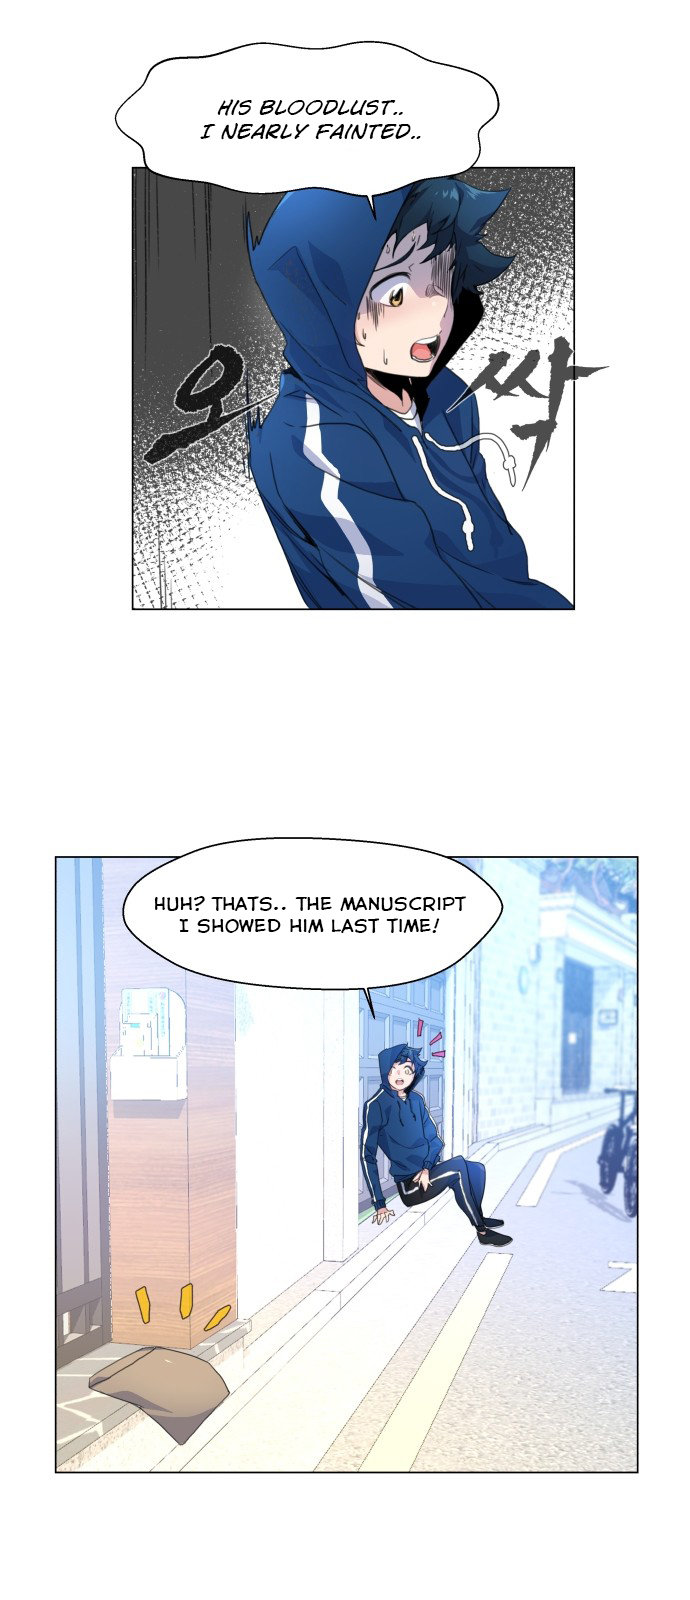 HIS BLOODLUST..
I NEARLY FAINTED..
오싹
HUH? THATS.. THE MANUSCRIPT
I SHOWED HIM LAST TIME!